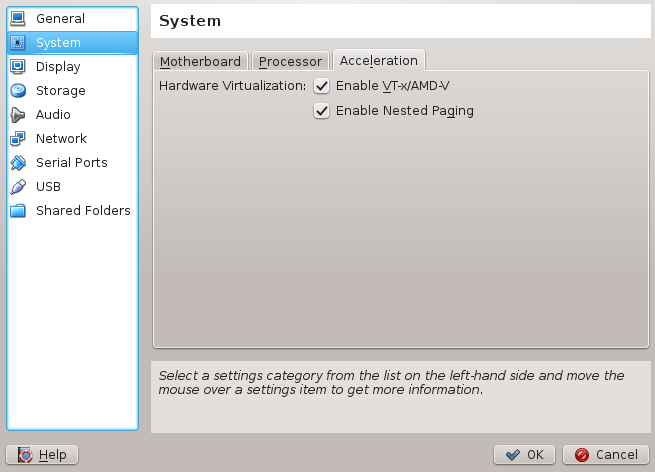 General
System
Display
Storage
Audio
Network
Serial Ports
USB
Shared Folders
System
Motherboard Processor Acceleration
Hardware Virtualization: Enable VT-x/AMD-V
Enable Nested Paging
Select a settings category from the list on the left-hand side and move the
mouse over a settings item to get more information.
Help OK Cancel